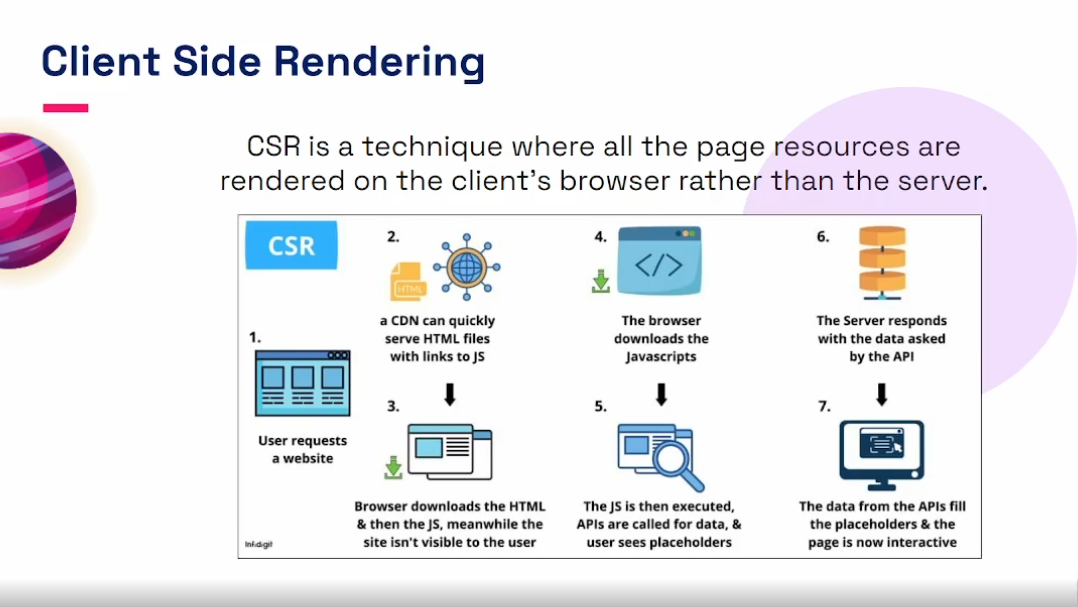 Client Side Rendering
CSR is a technique where all the page resources are
rendered on the client's browser rather than the server.
CSR
1.
User requests
a website
2.
HTML
a CDN can quickly
serve HTML files
with links to JS
3.
Browser downloads the HTML
& then the JS, meanwhile the
site isn't visible to the user
4.
</>
The browser
downloads the
Javascripts
5.
The JS is then executed,
APIs are called for data, &
user sees placeholders
6.
The Server responds
with the data asked
by the API
7.
The data from the APIs fill
the placeholders & the
page is now interactive
Infidigit